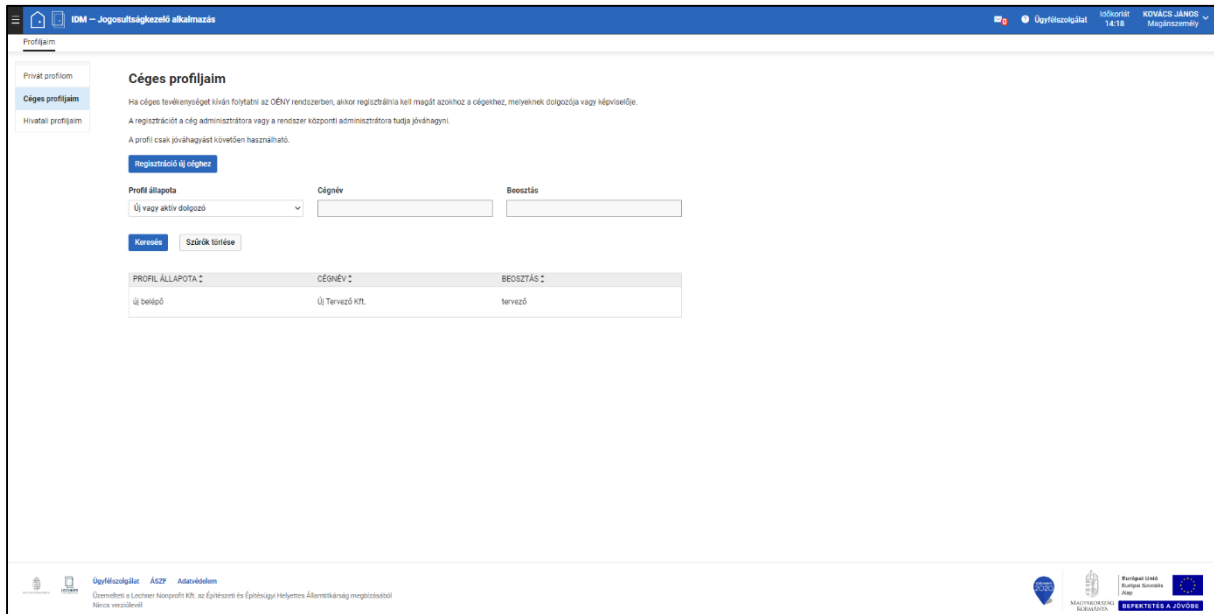 IDM — Jogosultságkezelő alkalmazás
0
Ügyfélszolgálat
Időkorlát
14:18
KOVÁCS JÁNOS
Magánszemély
Profiljaim
Privát profilom
Céges profiljaim
Hivatali profiljaim
Céges profiljaim
Ha céges tevékenységet kíván folytatni az OÉNY rendszerben, akkor regisztrálnia kell magát azokhoz a cégekhez, melyeknek dolgozója vagy képviselője.
A regisztrációt a cég adminisztrátora vagy a rendszer központi adminisztrátora tudja jóváhagyni.
A profil csak jóváhagyást követően használható.
Regisztráció új céghez
Profil állapota Cégnév Beosztás
Új vagy aktív dolgozó
Keresés Szűrők törlése
PROFIL ÁLLAPOTA CÉGNÉV BEOSZTÁS
új belépő Új Tervező Kft. tervező
Ügyfélszolgálat ÁSZF Adatvédelem
Üzemelteti a Lechner Nonprofit Kft. az Építészeti és Építésügyi Helyettes Államtitkárság megbízásából
Nincs verziólevél
LECHNER
2020
MAGYARORSZÁG
KORMÁNYA
Európai Unió
Európai Szociális
Alap
BEFEKTETÉS A JÖVŐBE